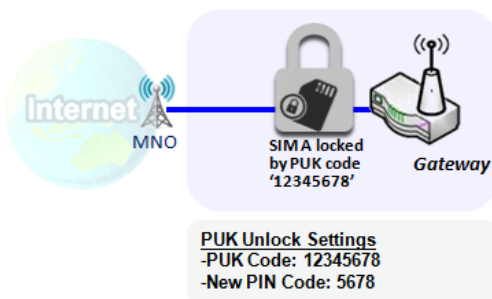 Internet
MNO
SIM A locked
by PUK code
‘12345678’
Gateway
PUK Unlock Settings
-PUK Code: 12345678
-New PIN Code: 5678